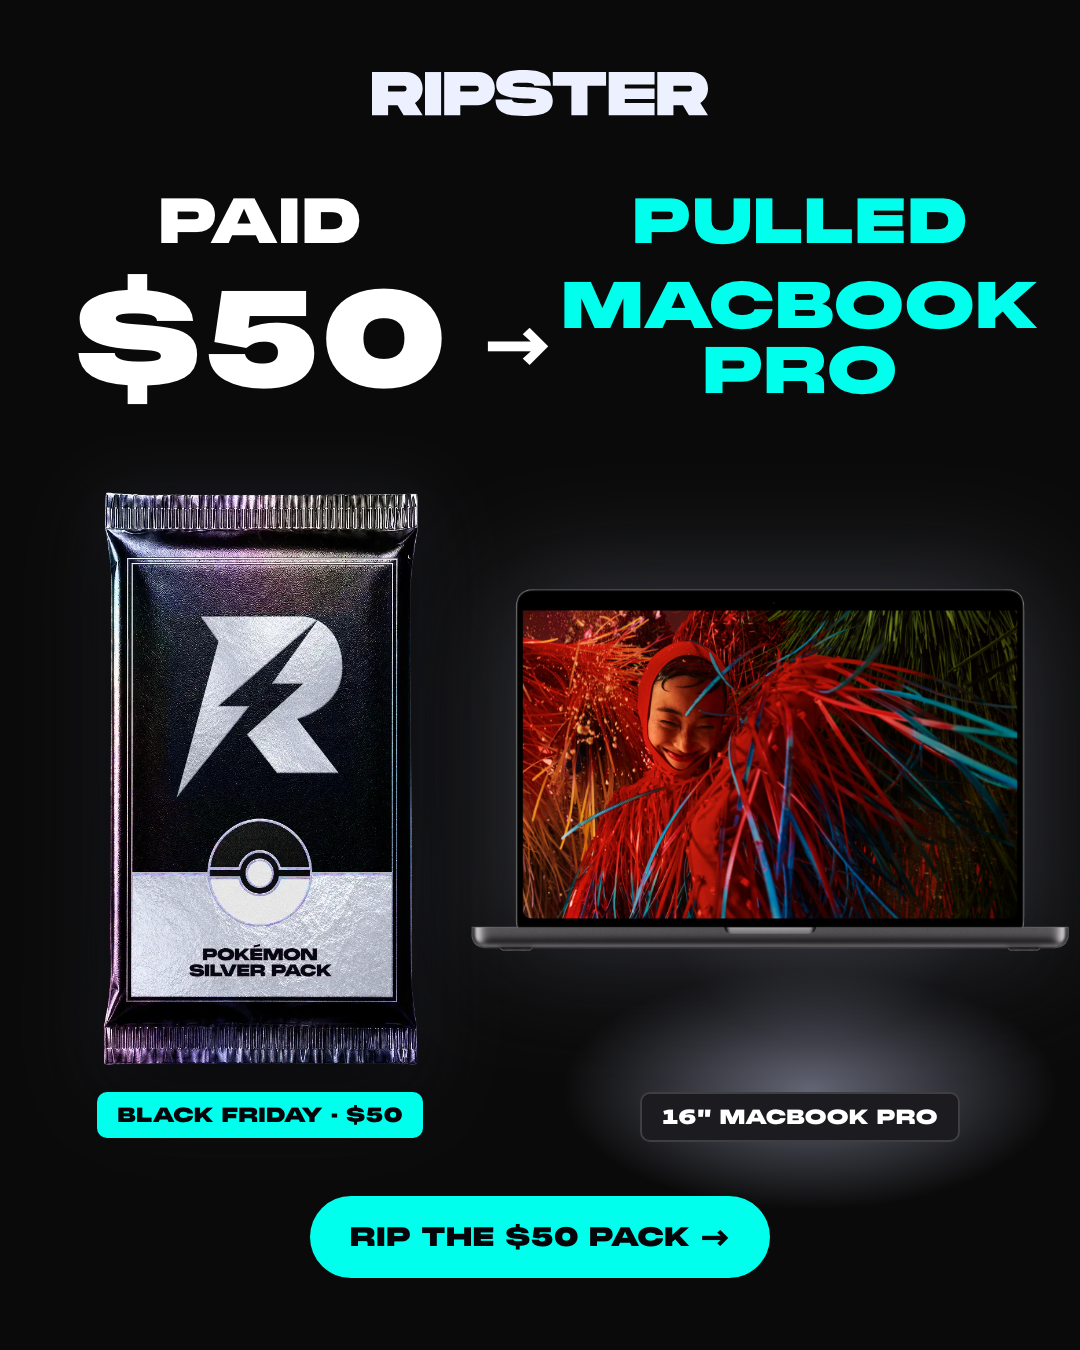 RIPSTER
PAID
$50
→
PULLED
MACBOOK
PRO
R
POKÉMON
SILVER PACK
BLACK FRIDAY · $50
16" MACBOOK PRO
RIP THE $50 PACK →